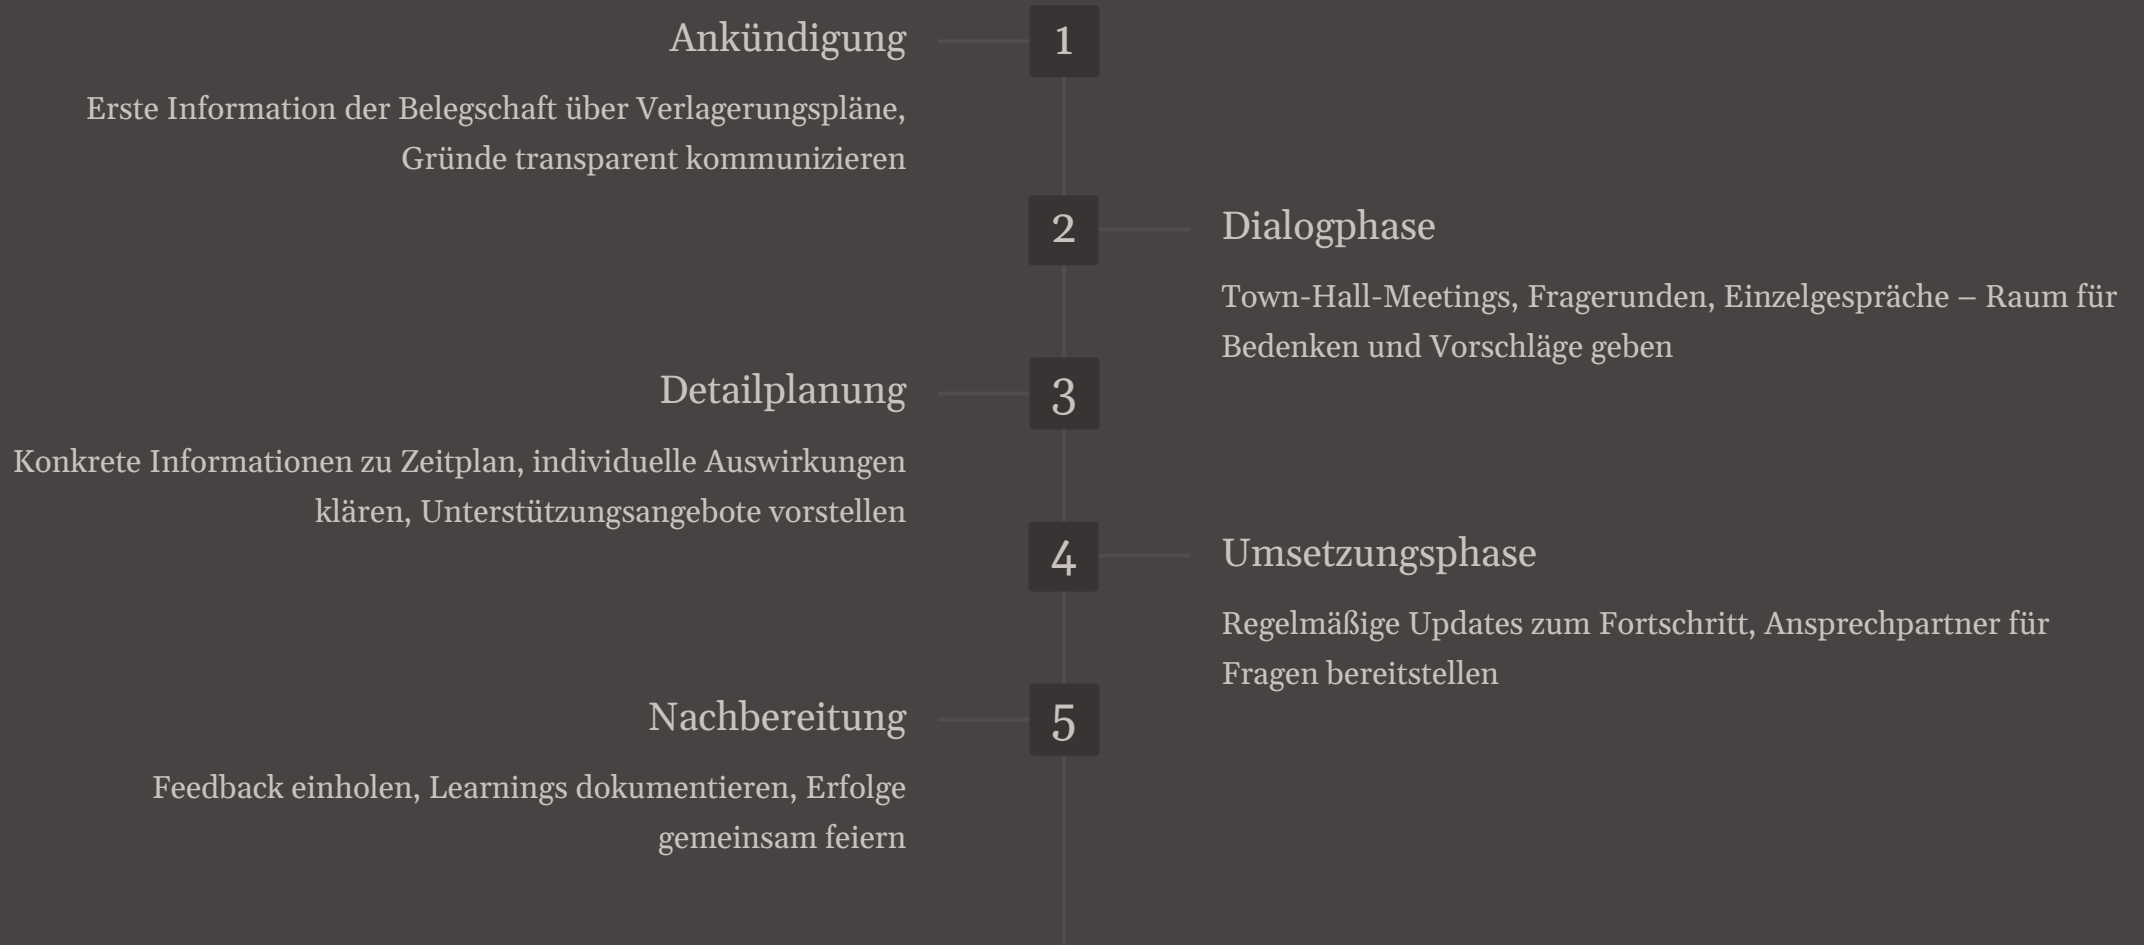 Ankündigung
1
Erste Information der Belegschaft über Verlagerungspläne,
Gründe transparent kommunizieren
2
Dialogphase
Town-Hall-Meetings, Fragerunden, Einzelgespräche – Raum für
Bedenken und Vorschläge geben
Detailplanung
3
Konkrete Informationen zu Zeitplan, individuelle Auswirkungen
klären, Unterstützungsangebote vorstellen
4
Umsetzungsphase
Regelmäßige Updates zum Fortschritt, Ansprechpartner für
Fragen bereitstellen
Nachbereitung
5
Feedback einholen, Learnings dokumentieren, Erfolge
gemeinsam feiern